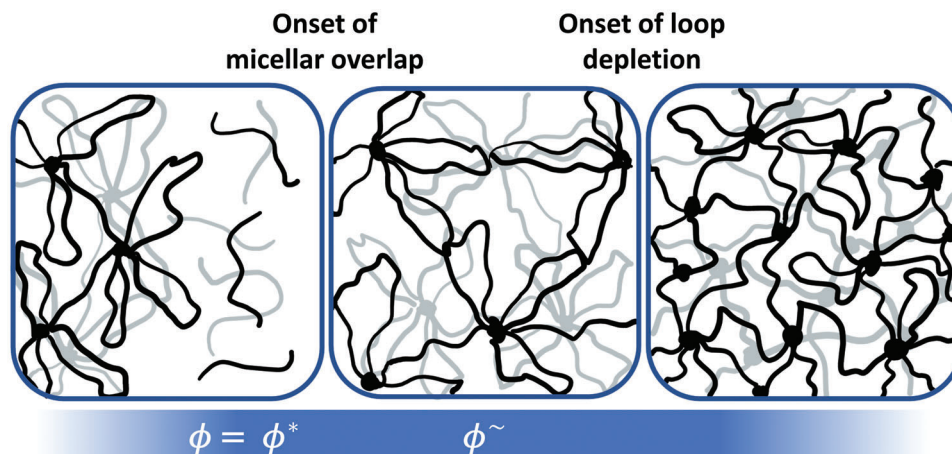 Onset of
micellar overlap
Onset of loop
depletion
ϕ = ϕ*
ϕ~